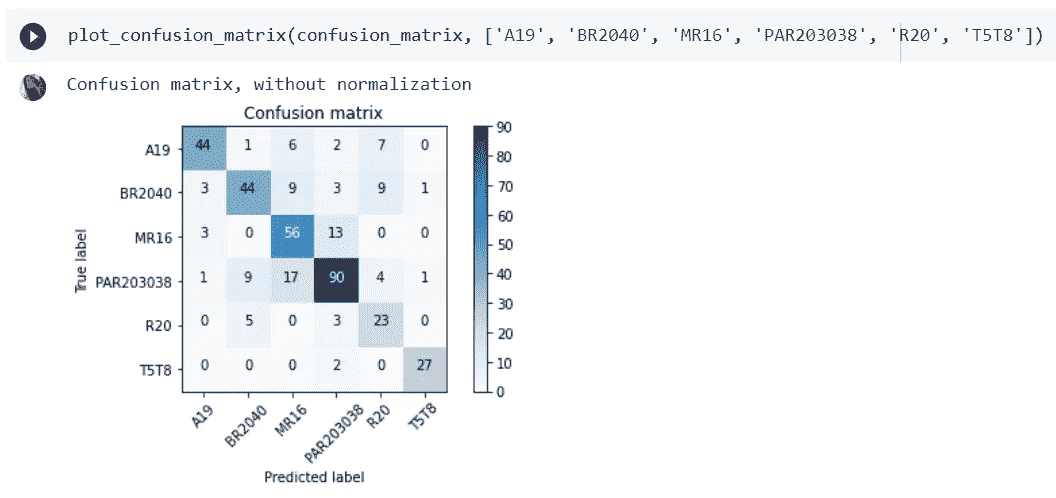 plot_confusion_matrix(confusion_matrix, ['A19', 'BR2040', 'MR16', 'PAR203038', 'R20', 'T5T8'])
Confusion matrix, without normalization
Confusion matrix
A19 44 1 6 2 7 0
BR2040 3 44 9 3 9 1
MR16 3 0 56 13 0 0
PAR203038 1 9 17 90 4 1
R20 0 5 0 3 23 0
T5T8 0 0 0 2 0 27
True label
A19 BR2040 MR16 PAR203038 R20 T5T8
Predicted label
90
80
70
60
50
40
30
20
10
0